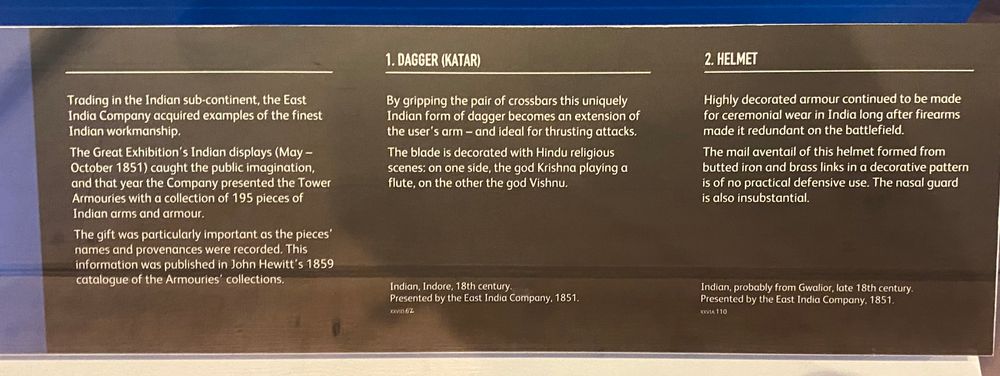 Trading in the Indian sub-continent, the East
India Company acquired examples of the finest
Indian workmanship.
The Great Exhibition's Indian displays (May –
October 1851) caught the public imagination,
and that year the Company presented the Tower
Armouries with a collection of 195 pieces of
Indian arms and armour.
The gift was particularly important as the pieces'
names and provenances were recorded. This
information was published in John Hewitt's 1859
catalogue of the Armouries' collections.
1. DAGGER (KATAR)
By gripping the pair of crossbars this uniquely
Indian form of dagger becomes an extension of
the user's arm – and ideal for thrusting attacks.
The blade is decorated with Hindu religious
scenes: on one side, the god Krishna playing a
flute, on the other the god Vishnu.
Indian, Indore, 18th century.
Presented by the East India Company, 1851.
2. HELMET
Highly decorated armour continued to be made
for ceremonial wear in India long after firearms
made it redundant on the battlefield.
The mail aventail of this helmet formed from
butted iron and brass links in a decorative pattern
is of no practical defensive use. The nasal guard
is also insubstantial.
Indian, probably from Gwalior, late 18th century.
Presented by the East India Company, 1851.
XXVIA 110